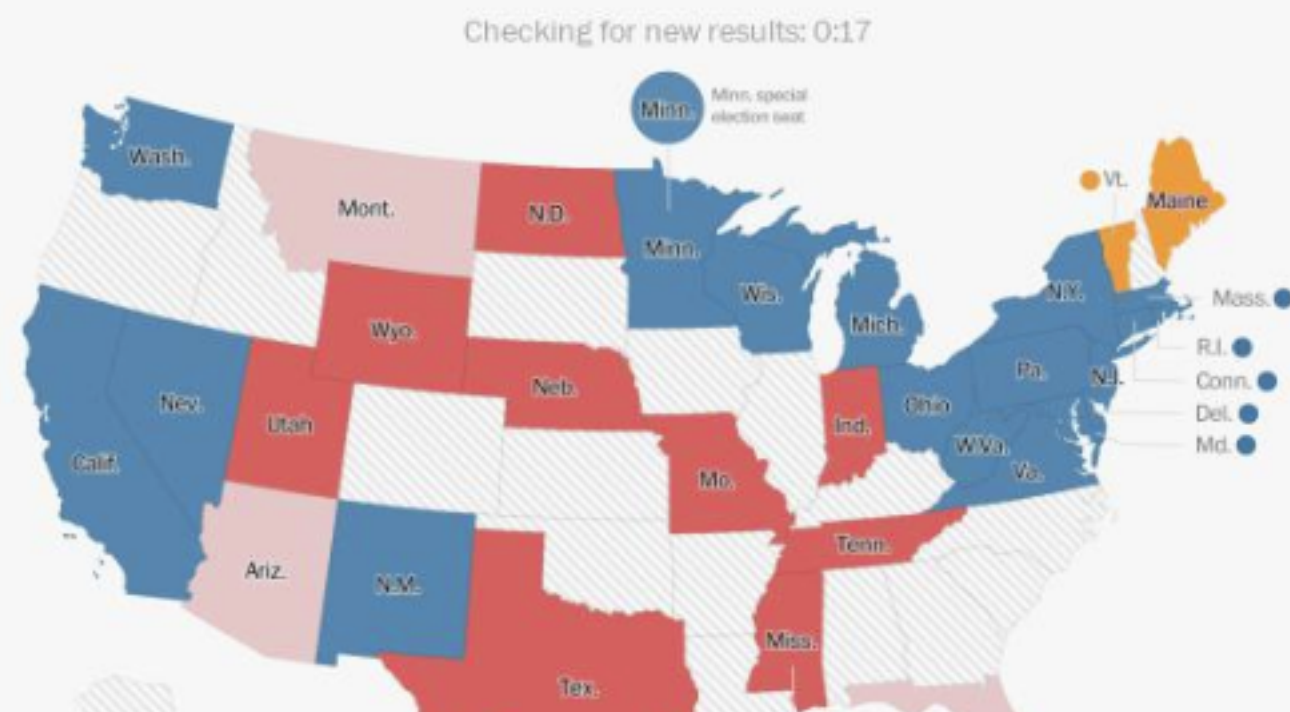 Checking for new results: 0:17
Minn.
Minn. special
election seat
Wash.
Mont.
N.D.
Minn.
Vt.
Maine
Wis.
Mich.
N.Y.
Mass.
Wyo.
R.I.
Neb.
Pa.
N.J.
Conn.
Nev.
Utah
Ind.
Ohio
Del.
Calif.
Mo.
W.Va.
Va.
Md.
Ariz.
N.M.
Tenn.
Miss.
Tex.